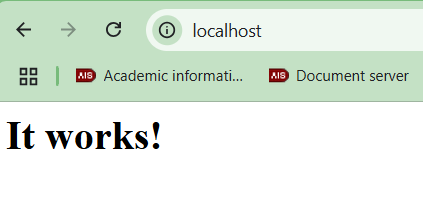 localhost
AIS Academic informati... AIS Document server
It works!